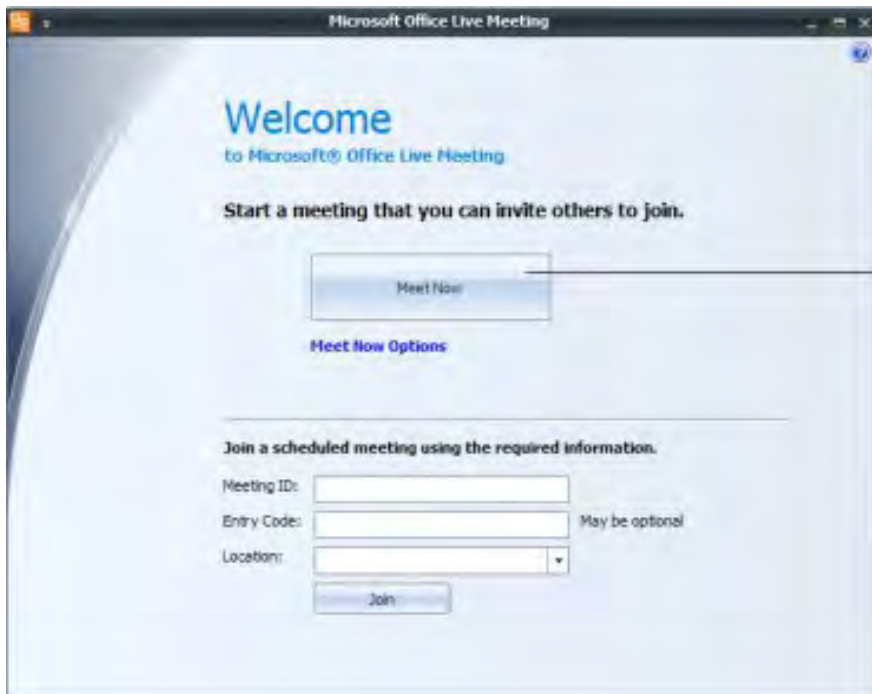 Microsoft Office Live Meeting
Welcome
to Microsoft® Office Live Meeting
Start a meeting that you can invite others to join.
Meet Now
Meet Now Options
Join a scheduled meeting using the required information.
Meeting ID:
Entry Code:
May be optional
Location:
Join